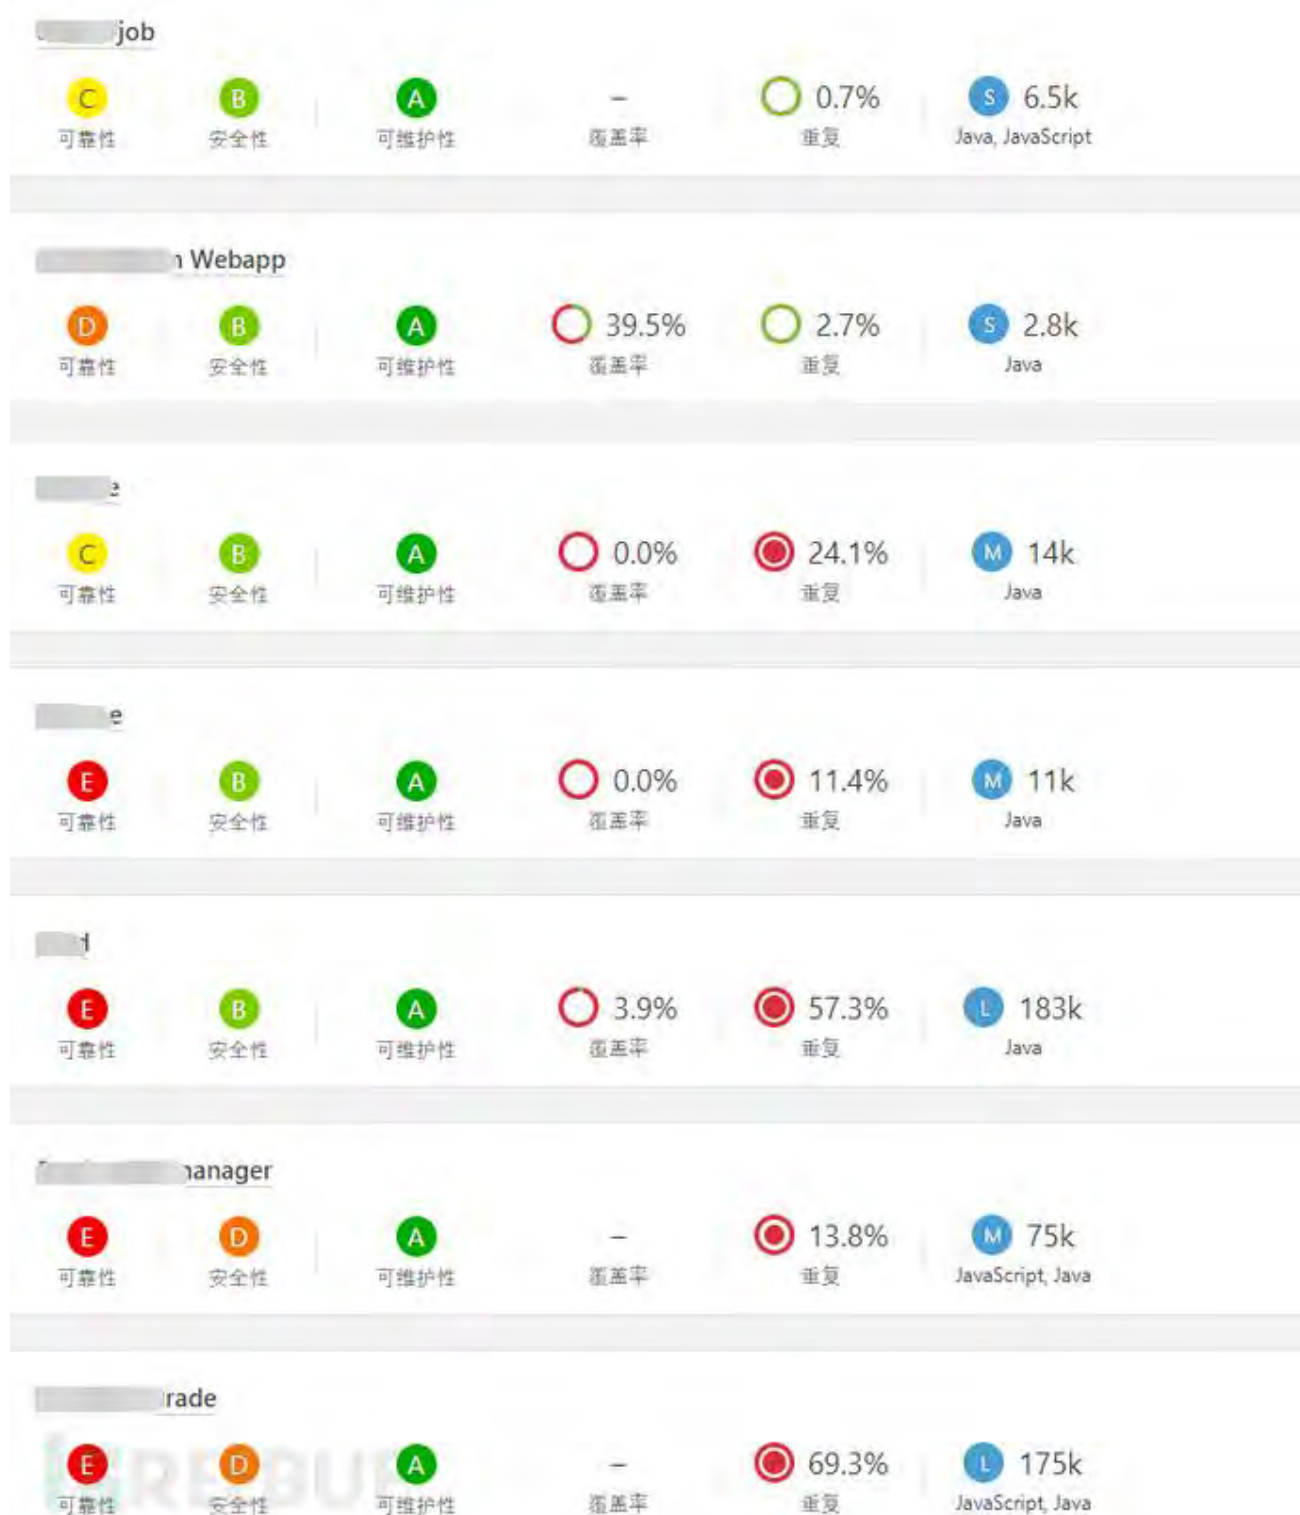 job
C B A – 0.7% S 6.5k
可靠性 安全性 可维护性 覆盖率 重复 Java, JavaScript
Webapp
D B A 39.5% 2.7% S 2.8k
可靠性 安全性 可维护性 覆盖率 重复 Java
e
C B A 0.0% 24.1% M 14k
可靠性 安全性 可维护性 覆盖率 重复 Java
e
E B A 0.0% 11.4% M 11k
可靠性 安全性 可维护性 覆盖率 重复 Java
E B A 3.9% 57.3% L 183k
可靠性 安全性 可维护性 覆盖率 重复 Java
manager
E D A – 13.8% M 75k
可靠性 安全性 可维护性 覆盖率 重复 JavaScript, Java
rade
E D A – 69.3% L 175k
可靠性 安全性 可维护性 覆盖率 重复 JavaScript, Java